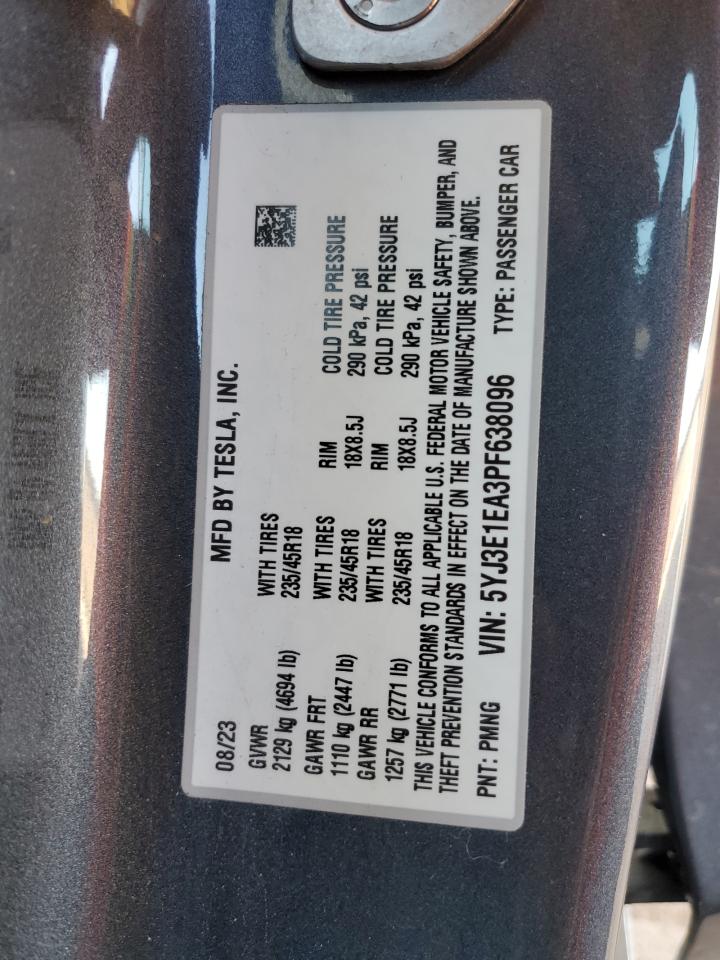 MFD BY TESLA, INC.
08/23
GVWR WITH TIRES
2129 kg (4694 lb) 235/45R18
GAWR FRT WITH TIRES RIM COLD TIRE PRESSURE
1110 kg (2447 lb) 235/45R18 18X8.5J 290 kPa, 42 psi
GAWR RR WITH TIRES RIM COLD TIRE PRESSURE
1257 kg (2771 lb) 235/45R18 18X8.5J 290 kPa, 42 psi
THIS VEHICLE CONFORMS TO ALL APPLICABLE U.S. FEDERAL MOTOR VEHICLE SAFETY, BUMPER, AND
THEFT PREVENTION STANDARDS IN EFFECT ON THE DATE OF MANUFACTURE SHOWN ABOVE.
PNT: PMNG VIN: 5YJ3E1EA3PF638096 TYPE: PASSENGER CAR